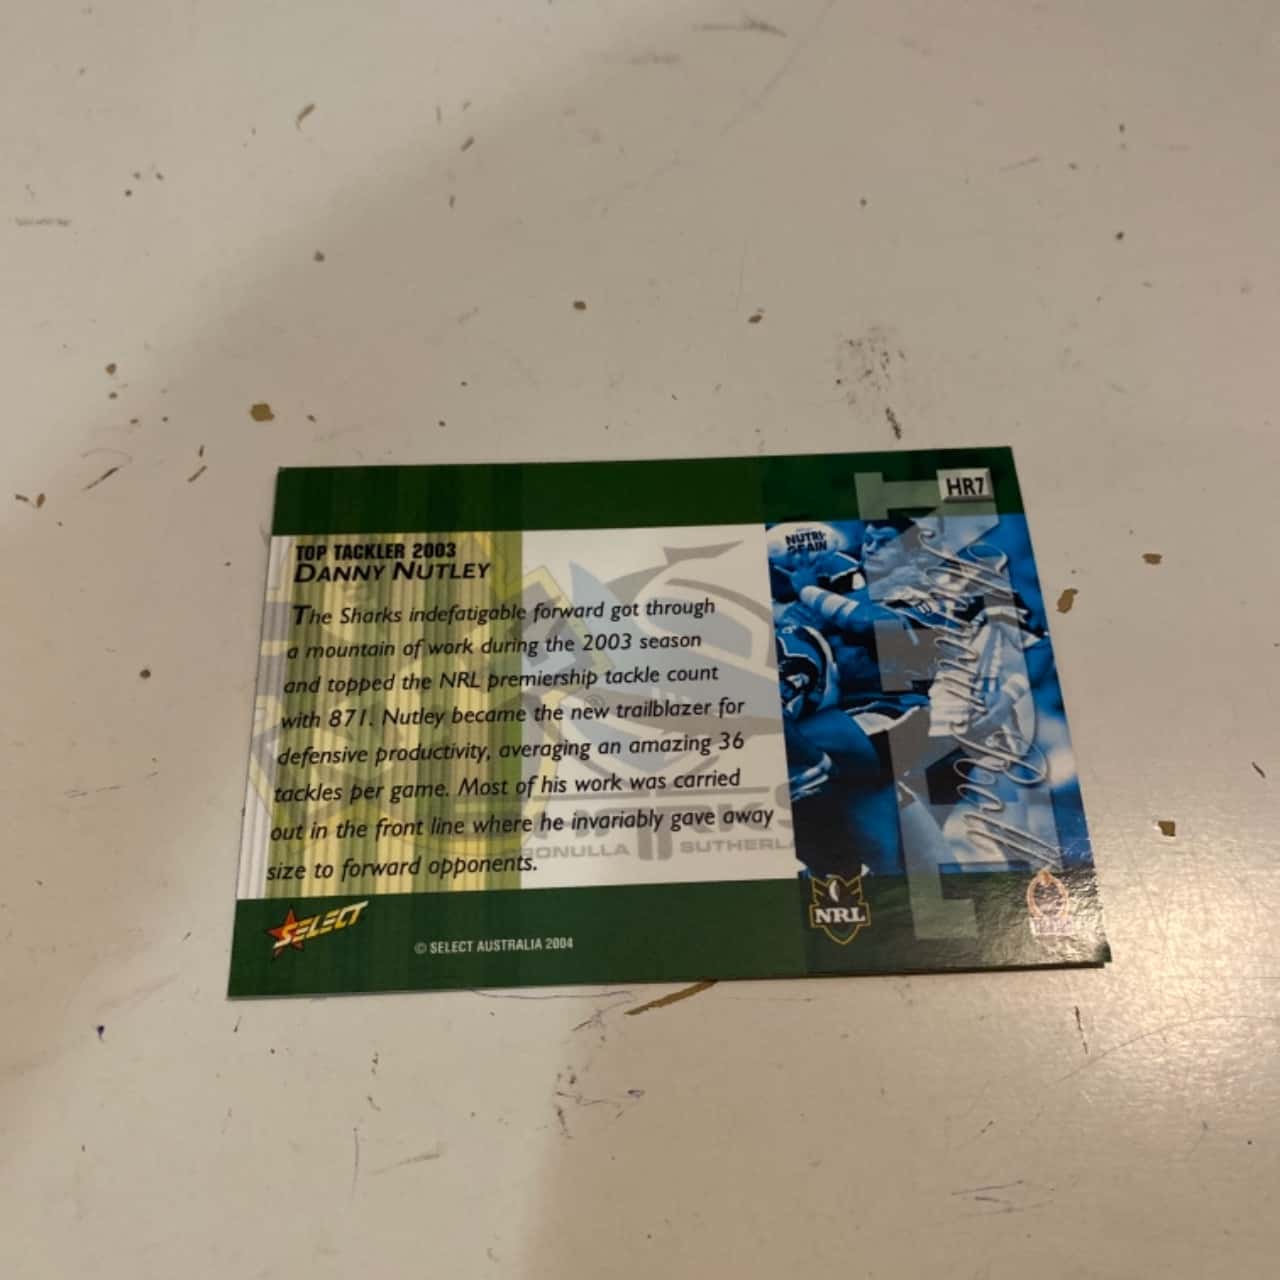 HR7
TOP TACKLER 2003
DANNY NUTLEY
The Sharks indefatigable forward got through
a mountain of work during the 2003 season
and topped the NRL premiership tackle count
with 871. Nutley became the new trailblazer for
defensive productivity, averaging an amazing 36
tackles per game. Most of his work was carried
out in the front line where he invariably gave away
size to forward opponents.
NUTRI-
GRAIN
SHARKS
CRONULLA SUTHERLA
SELECT
© SELECT AUSTRALIA 2004
NRL